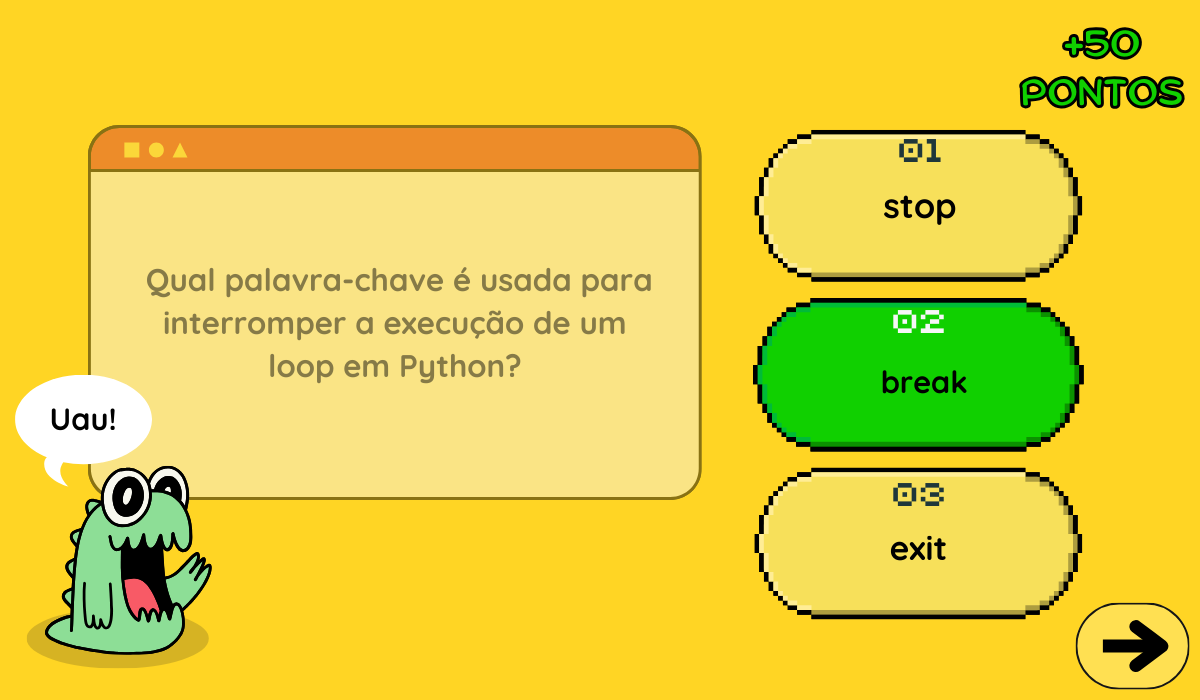 +50
PONTOS
Qual palavra-chave é usada para
interromper a execução de um
loop em Python?
Uau!
01
stop
02
break
03
exit